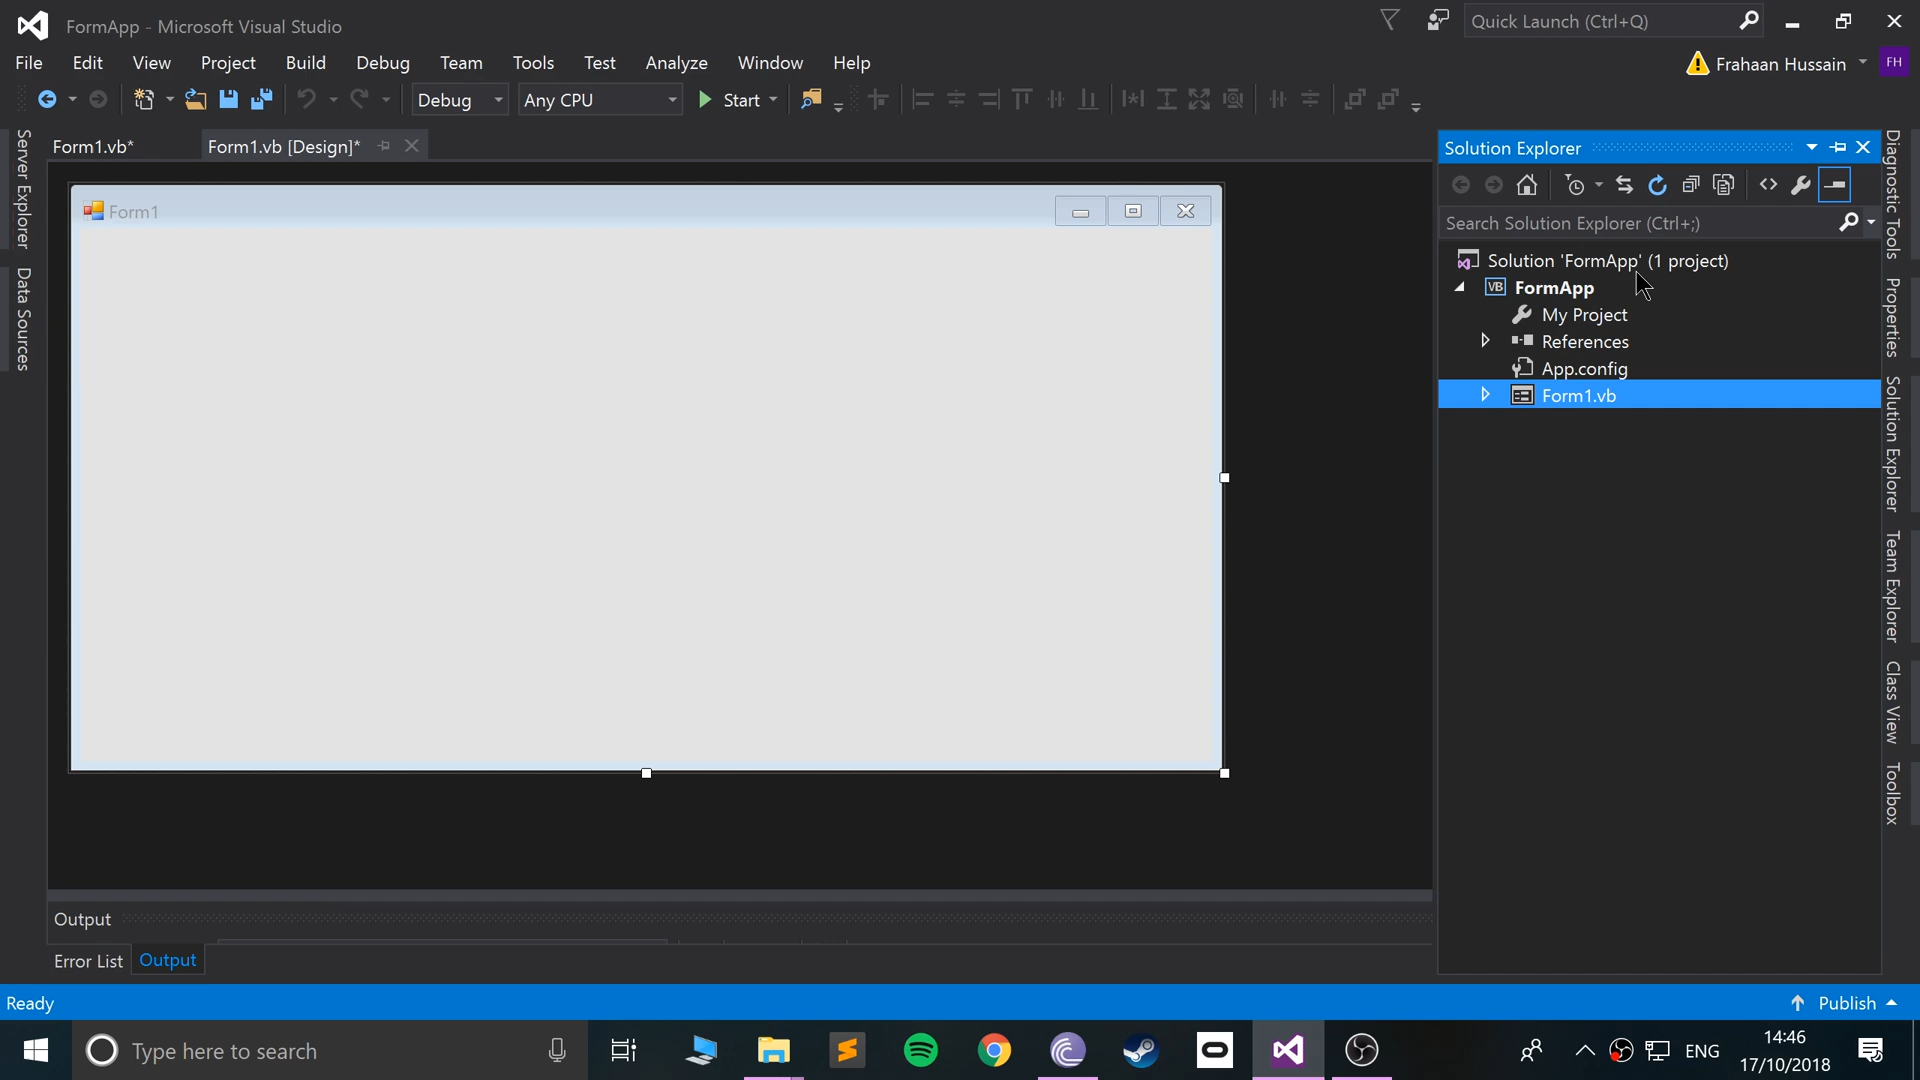 FormApp - Microsoft Visual Studio
Quick Launch (Ctrl+Q)
File Edit View Project Build Debug Team Tools Test Analyze Window Help
Frahaan Hussain FH
Debug Any CPU Start
Form1.vb* Form1.vb [Design]*
Server Explorer
Data Sources
Form1
Solution Explorer
Search Solution Explorer (Ctrl+;)
Solution 'FormApp' (1 project)
VB FormApp
My Project
References
App.config
Form1.vb
Diagnostic Tools
Properties
Solution Explorer
Team Explorer
Class View
Toolbox
Output
Error List Output
Ready Publish
Type here to search
ENG
14:46
17/10/2018